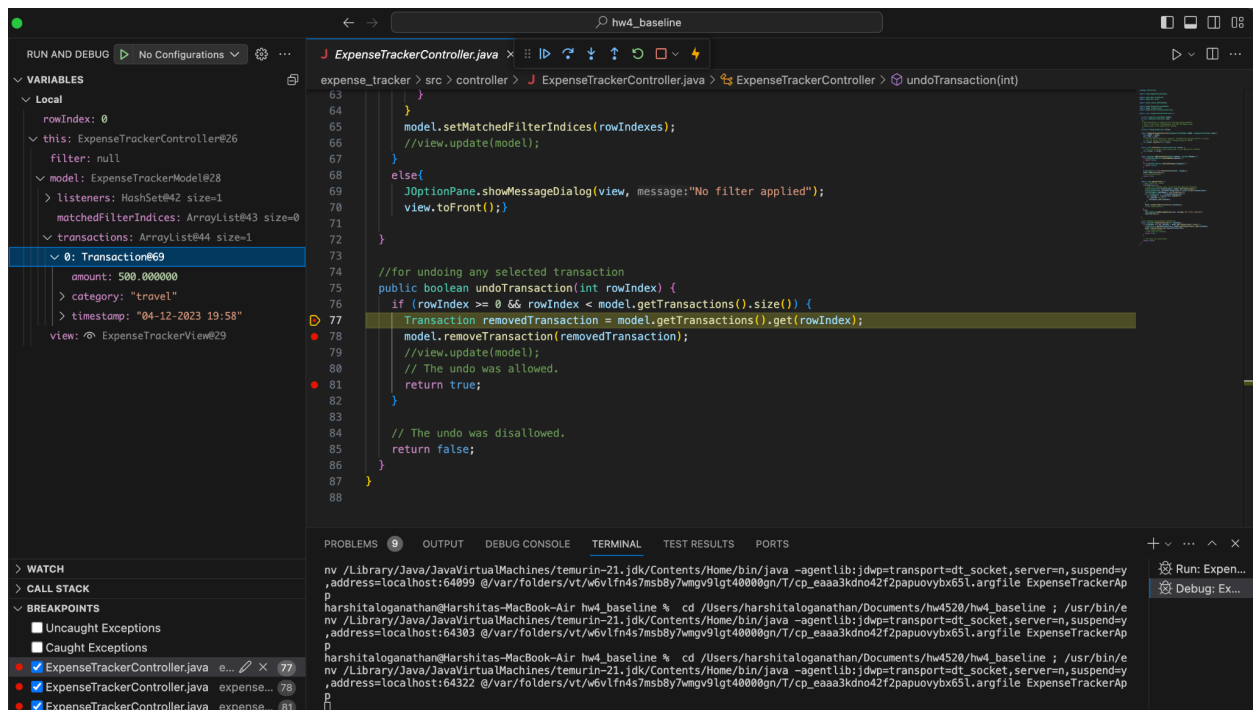 hw4_baseline
RUN AND DEBUG No Configurations
VARIABLES
Local
rowIndex: 0
this: ExpenseTrackerController@26
filter: null
model: ExpenseTrackerModel@28
listeners: HashSet@42 size=1
matchedFilterIndices: ArrayList@43 size=0
transactions: ArrayList@44 size=1
0: Transaction@69
amount: 500.000000
category: "travel"
timestamp: "04-12-2023 19:58"
view: ExpenseTrackerView@29
WATCH
CALL STACK
BREAKPOINTS
Uncaught Exceptions
Caught Exceptions
ExpenseTrackerController.java e... 77
ExpenseTrackerController.java expense... 78
ExpenseTrackerController.java expense... 81
J ExpenseTrackerController.java
expense_tracker > src > controller > J ExpenseTrackerController.java > ExpenseTrackerController > undoTransaction(int)
63 }
64 }
65 model.setMatchedFilterIndices(rowIndexes);
66 //view.update(model);
67 }
68 else{
69 JOptionPane.showMessageDialog(view, message:"No filter applied");
70 view.toFront();}
71
72 }
73
74 //for undoing any selected transaction
75 public boolean undoTransaction(int rowIndex) {
76 if (rowIndex >= 0 && rowIndex < model.getTransactions().size()) {
77 Transaction removedTransaction = model.getTransactions().get(rowIndex);
78 model.removeTransaction(removedTransaction);
79 //view.update(model);
80 // The undo was allowed.
81 return true;
82 }
83
84 // The undo was disallowed.
85 return false;
86 }
87 }
88
PROBLEMS 9 OUTPUT DEBUG CONSOLE TERMINAL TEST RESULTS PORTS
nv /Library/Java/JavaVirtualMachines/temurin-21.jdk/Contents/Home/bin/java -agentlib:jdwp=transport=dt_socket,server=n,suspend=y
,address=localhost:64099 @/var/folders/vt/w6vlfn4s7msb8y7wmgv9lgt40000gn/T/cp_eaaa3kdno42f2papuovybx65l.argfile ExpenseTrackerAp
p
harshitaloganathan@Harshitas-MacBook-Air hw4_baseline % cd /Users/harshitaloganathan/Documents/hw4520/hw4_baseline ; /usr/bin/e
nv /Library/Java/JavaVirtualMachines/temurin-21.jdk/Contents/Home/bin/java -agentlib:jdwp=transport=dt_socket,server=n,suspend=y
,address=localhost:64303 @/var/folders/vt/w6vlfn4s7msb8y7wmgv9lgt40000gn/T/cp_eaaa3kdno42f2papuovybx65l.argfile ExpenseTrackerAp
p
harshitaloganathan@Harshitas-MacBook-Air hw4_baseline % cd /Users/harshitaloganathan/Documents/hw4520/hw4_baseline ; /usr/bin/e
nv /Library/Java/JavaVirtualMachines/temurin-21.jdk/Contents/Home/bin/java -agentlib:jdwp=transport=dt_socket,server=n,suspend=y
,address=localhost:64322 @/var/folders/vt/w6vlfn4s7msb8y7wmgv9lgt40000gn/T/cp_eaaa3kdno42f2papuovybx65l.argfile ExpenseTrackerAp
p
Run: Expen...
Debug: Ex...